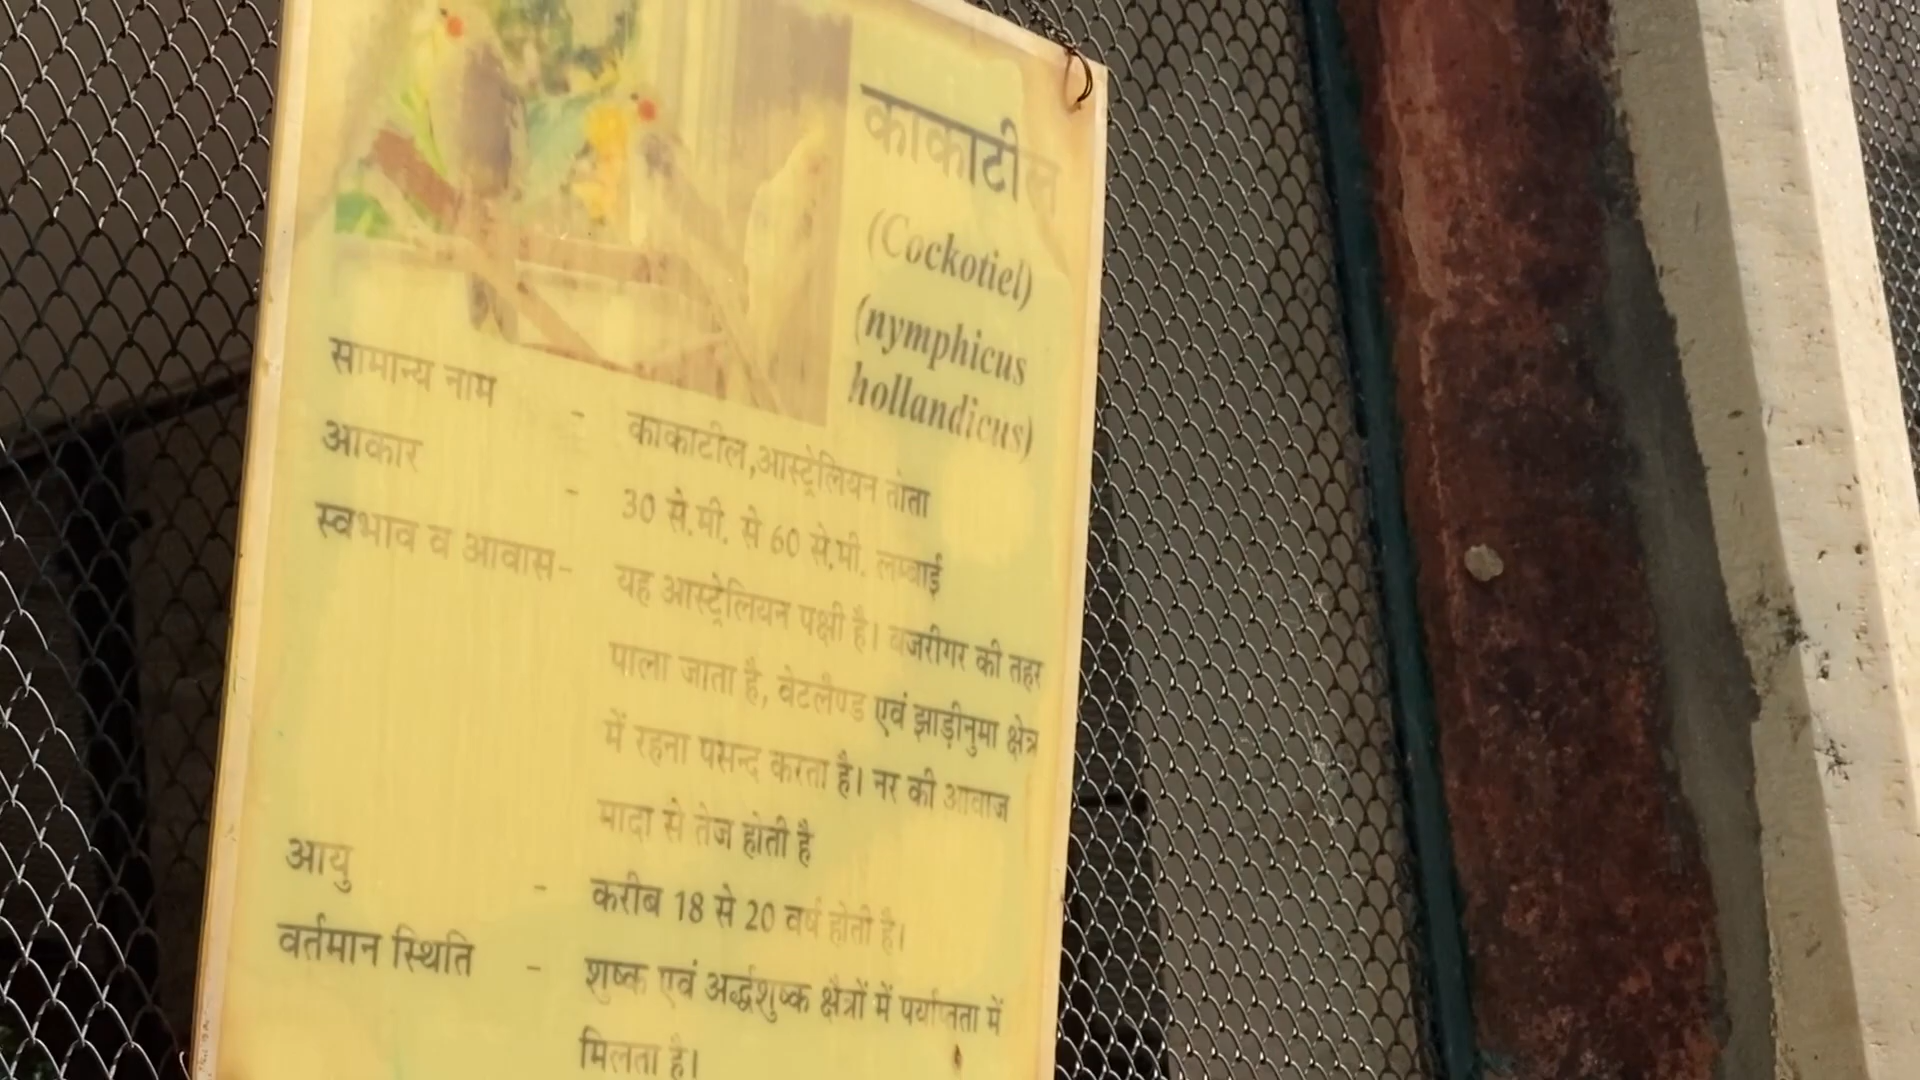 काकाटील
(Cockotiel)
(nymphicus
hollandicus)
सामान्य नाम - काकाटील,आस्ट्रेलियन तोता
आकार - 30 से.मी. से 60 से.मी. लम्बाई
स्वभाव व आवास- यह आस्ट्रेलियन पक्षी है। बजरीगर की तहर
पाला जाता है, वेटलैण्ड एवं झाड़ीनुमा क्षेत्र
में रहना पसन्द करता है। नर की आवाज
मादा से तेज होती है
आयु - करीब 18 से 20 वर्ष होती है।
वर्तमान स्थिति - शुष्क एवं अर्द्धशुष्क क्षैत्रों में पर्याप्तता में
मिलता है।